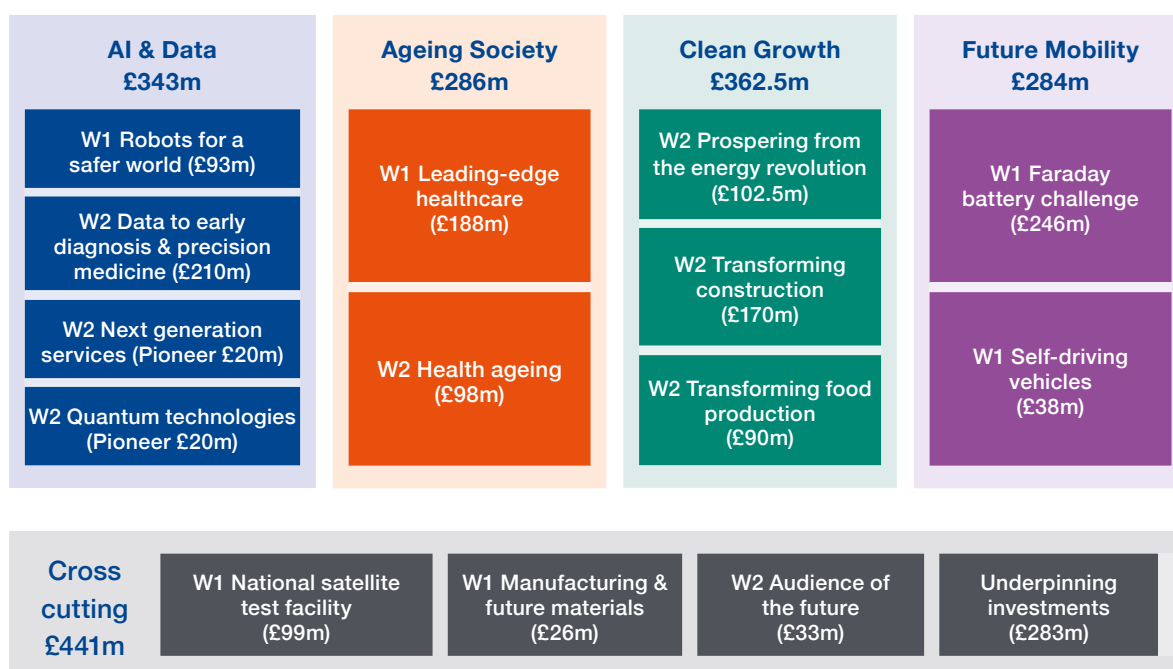 AI & Data
£343m
W1 Robots for a
safer world (£93m)
W2 Data to early
diagnosis & precision
medicine (£210m)
W2 Next generation
services (Pioneer £20m)
W2 Quantum technologies
(Pioneer £20m)
Ageing Society
£286m
W1 Leading-edge
healthcare
(£188m)
W2 Health ageing
(£98m)
Clean Growth
£362.5m
W2 Prospering from
the energy revolution
(£102.5m)
W2 Transforming
construction
(£170m)
W2 Transforming food
production
(£90m)
Future Mobility
£284m
W1 Faraday
battery challenge
(£246m)
W1 Self-driving
vehicles
(£38m)
Cross
cutting
£441m
W1 National satellite
test facility
(£99m)
W1 Manufacturing &
future materials
(£26m)
W2 Audience of
the future
(£33m)
Underpinning
investments
(£283m)